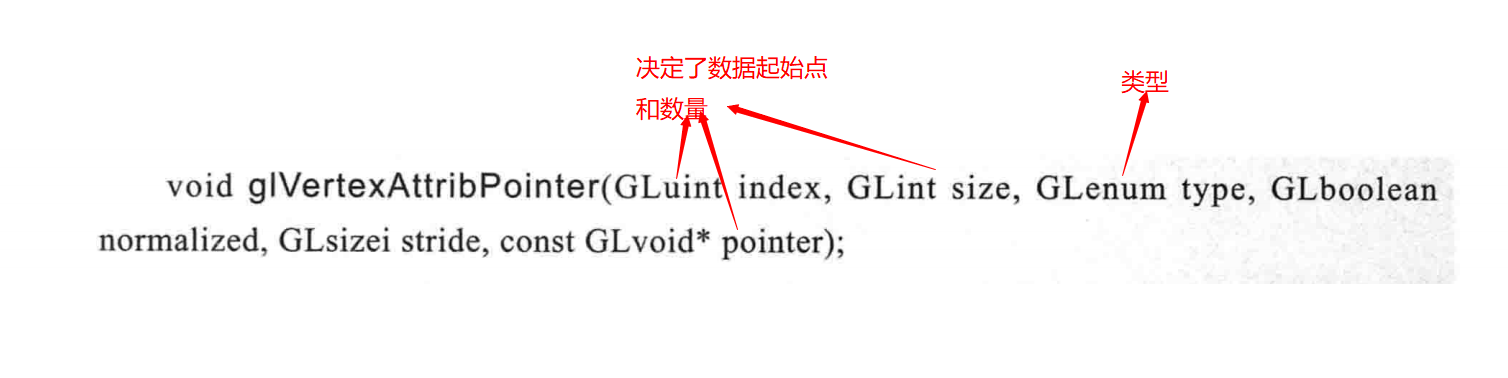 决定了数据起始点
和数量
类型
void glVertexAttribPointer(GLuint index, GLint size, GLenum type, GLboolean
normalized, GLsizei stride, const GLvoid* pointer);